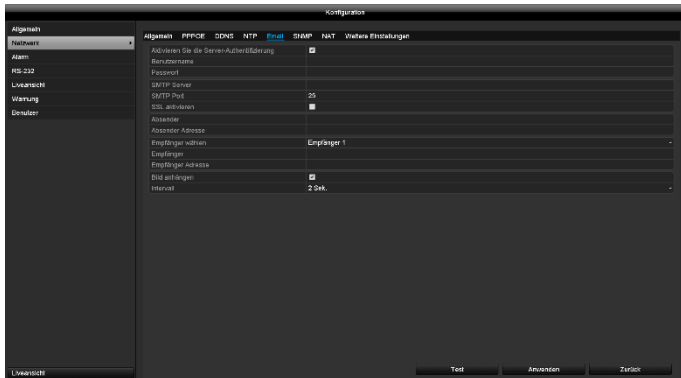 Konfiguration
Allgemein
Netzwerk
Alarm
RS-232
Liveansicht
Warnung
Benutzer
Allgemein PPPOE DDNS NTP Email SNMP NAT Weitere Einstellungen
Aktivieren Sie die Server-Authentifizierung
Benutzername
Passwort
SMTP Server
SMTP Port 25
SSL aktivieren
Absender
Absender Adresse
Empfänger wählen Empfänger 1
Empfänger
Empfänger Adresse
Bild anhängen
Intervall 2 Sek.
Liveansicht Test Anwenden Zurück